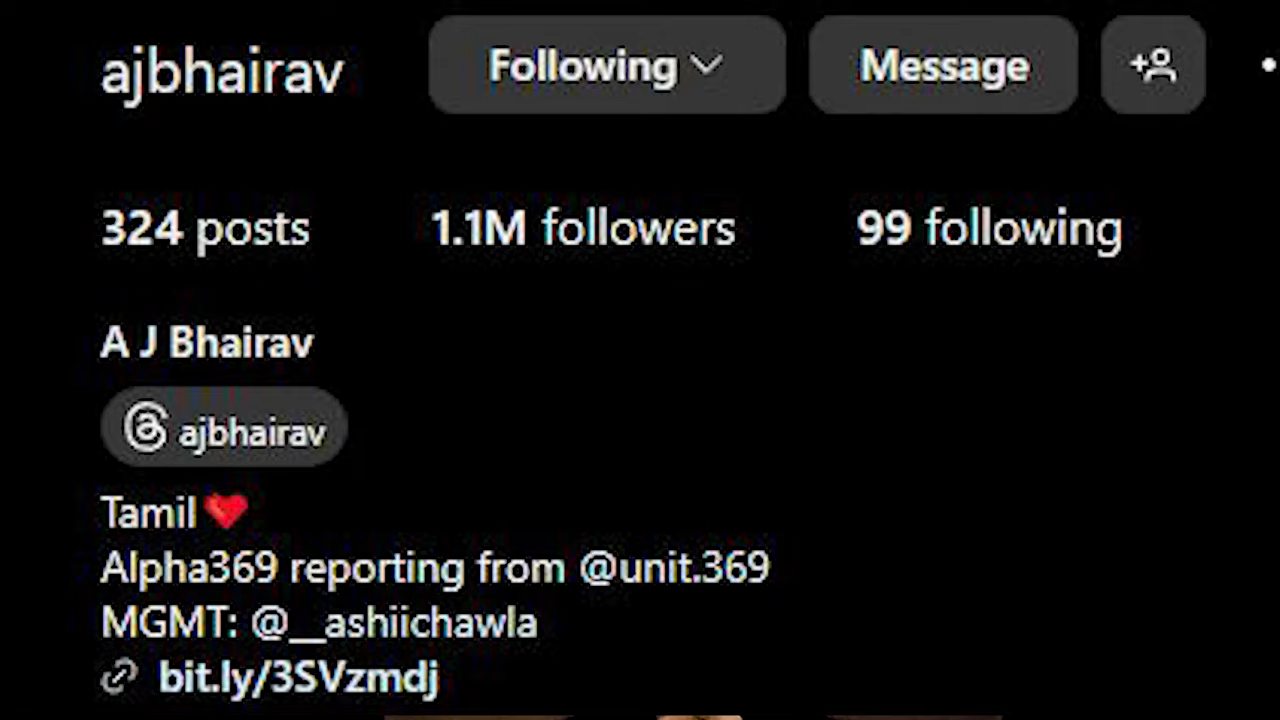 ajbhairav Following Message
324 posts 1.1M followers 99 following
A J Bhairav
ajbhairav
Tamil❤️
Alpha369 reporting from @unit.369
MGMT: @__ashiichawla
bit.ly/3SVzmdj